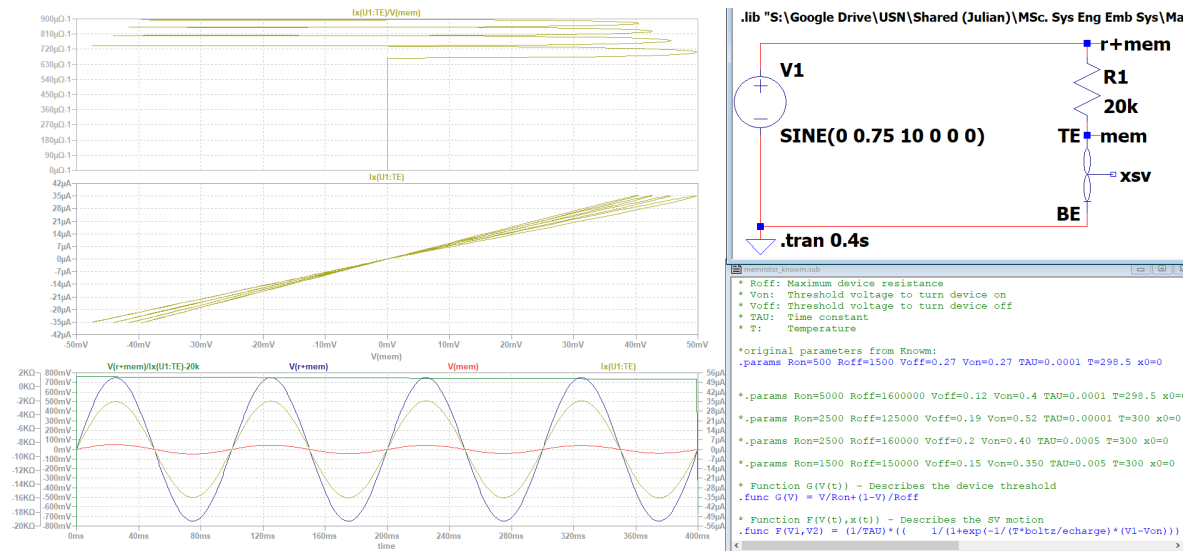 Ix(U1:TE)/V(mem)
900µΩ-1
810µΩ-1
720µΩ-1
630µΩ-1
540µΩ-1
450µΩ-1
360µΩ-1
270µΩ-1
180µΩ-1
90µΩ-1
0µΩ-1
Ix(U1:TE)
42µA
35µA
28µA
21µA
14µA
7µA
0µA
-7µA
-14µA
-21µA
-28µA
-35µA
-42µA
-50mV -40mV -30mV -20mV -10mV 0mV 10mV 20mV 30mV 40mV 50mV
V(mem)
V(r+mem)/Ix(U1:TE)-20k V(r+mem) V(mem) Ix(U1:TE)
2KΩ 800mV 56µA
700mV 49µA
0KΩ 600mV 42µA
-2KΩ 500mV 35µA
-4KΩ 400mV 28µA
300mV 21µA
-6KΩ 200mV 14µA
-8KΩ 100mV 7µA
0mV 0µA
-10KΩ -100mV -7µA
-12KΩ -200mV -14µA
-300mV -21µA
-14KΩ -400mV -28µA
-16KΩ -500mV -35µA
-18KΩ -600mV -42µA
-700mV -49µA
-20KΩ -800mV -56µA
0ms 40ms 80ms 120ms 160ms 200ms 240ms 280ms 320ms 360ms 400ms
time
.lib "S:\Google Drive\USN\Shared (Julian)\MSc. Sys Eng Emb Sys\Ma
r+mem
V1
R1
20k
SINE(0 0.75 10 0 0 0)
TE mem
xsv
BE
.tran 0.4s
memristor_knowm.sub
* Roff: Maximum device resistance
* Von: Threshold voltage to turn device on
* Voff: Threshold voltage to turn device off
* TAU: Time constant
* T: Temperature
*original parameters from Knowm:
.params Ron=500 Roff=1500 Voff=0.27 Von=0.27 TAU=0.0001 T=298.5 x0=0
*.params Ron=5000 Roff=1600000 Voff=0.12 Von=0.4 TAU=0.0001 T=298.5 x0=
*.params Ron=2500 Roff=125000 Voff=0.19 Von=0.52 TAU=0.00001 T=300 x0=0
*.params Ron=2500 Roff=160000 Voff=0.2 Von=0.40 TAU=0.0005 T=300 x0=0
*.params Ron=1500 Roff=150000 Voff=0.15 Von=0.350 TAU=0.005 T=300 x0=0
* Function G(V(t)) - Describes the device threshold
.func G(V) = V/Ron+(1-V)/Roff
* Function F(V(t),x(t)) - Describes the SV motion
.func F(V1,V2) = (1/TAU)*(( 1/(1+exp(-1/(T*boltz/echarge)*(V1-Von)))